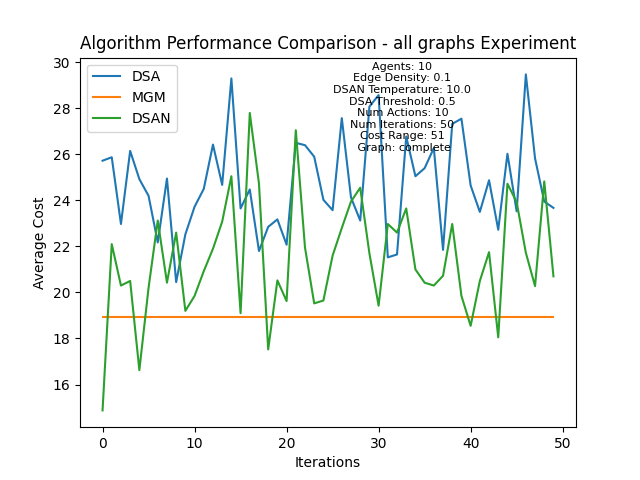 Algorithm Performance Comparison - all graphs Experiment
30
28
26
24
22
20
18
16
Average Cost
DSA
MGM
DSAN
Agents: 10
Edge Density: 0.1
DSAN Temperature: 10.0
DSA Threshold: 0.5
Num Actions: 10
Num Iterations: 50
Cost Range: 51
Graph: complete
0 10 20 30 40 50
Iterations